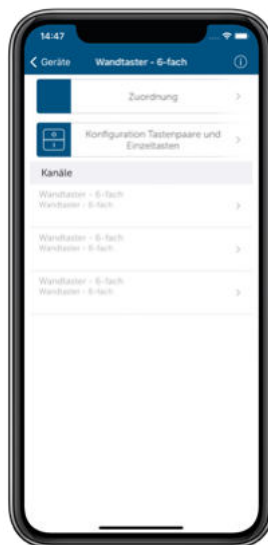 14:47
Geräte
Wandtaster - 6-fach
Zuordnung
0
I
Konfiguration Tastenpaare und
Einzeltasten
Kanäle
Wandtaster - 6-fach
Wandtaster - 6-fach
Wandtaster - 6-fach
Wandtaster - 6-fach
Wandtaster - 6-fach
Wandtaster - 6-fach